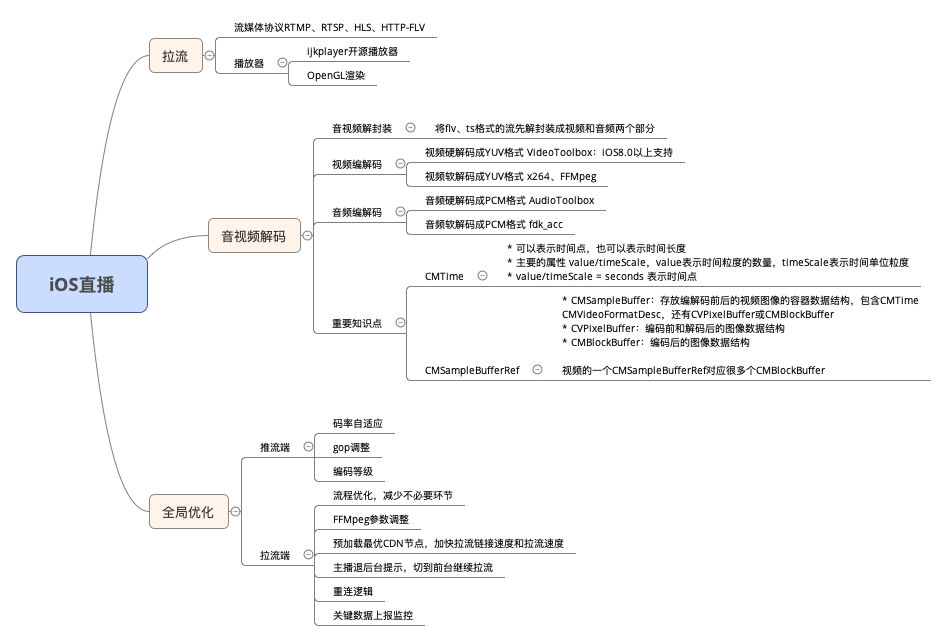 iOS直播
拉流
流媒体协议RTMP、RTSP、HLS、HTTP-FLV
播放器
ijkplayer开源播放器
OpenGL渲染
音视频解码
音视频解封装
将flv、ts格式的流先解封装成视频和音频两个部分
视频编解码
视频硬解码成YUV格式 VideoToolbox：iOS8.0以上支持
视频软解码成YUV格式 x264、FFMpeg
音频编解码
音频硬解码成PCM格式 AudioToolbox
音频软解码成PCM格式 fdk_acc
重要知识点
CMTime
* 可以表示时间点，也可以表示时间长度
* 主要的属性 value/timeScale，value表示时间粒度的数量，timeScale表示时间单位粒度
* value/timeScale = seconds 表示时间点
CMSampleBufferRef
* CMSampleBuffer：存放编解码前后的视频图像的容器数据结构，包含CMTime
CMVideoFormatDesc，还有CVPixelBuffer或CMBlockBuffer
* CVPixelBuffer：编码前和解码后的图像数据结构
* CMBlockBuffer：编码后的图像数据结构
视频的一个CMSampleBufferRef对应很多个CMBlockBuffer
全局优化
推流端
码率自适应
gop调整
编码等级
拉流端
流程优化，减少不必要环节
FFMpeg参数调整
预加载最优CDN节点，加快拉流链接速度和拉流速度
主播退后台提示，切到前台继续拉流
重连逻辑
关键数据上报监控